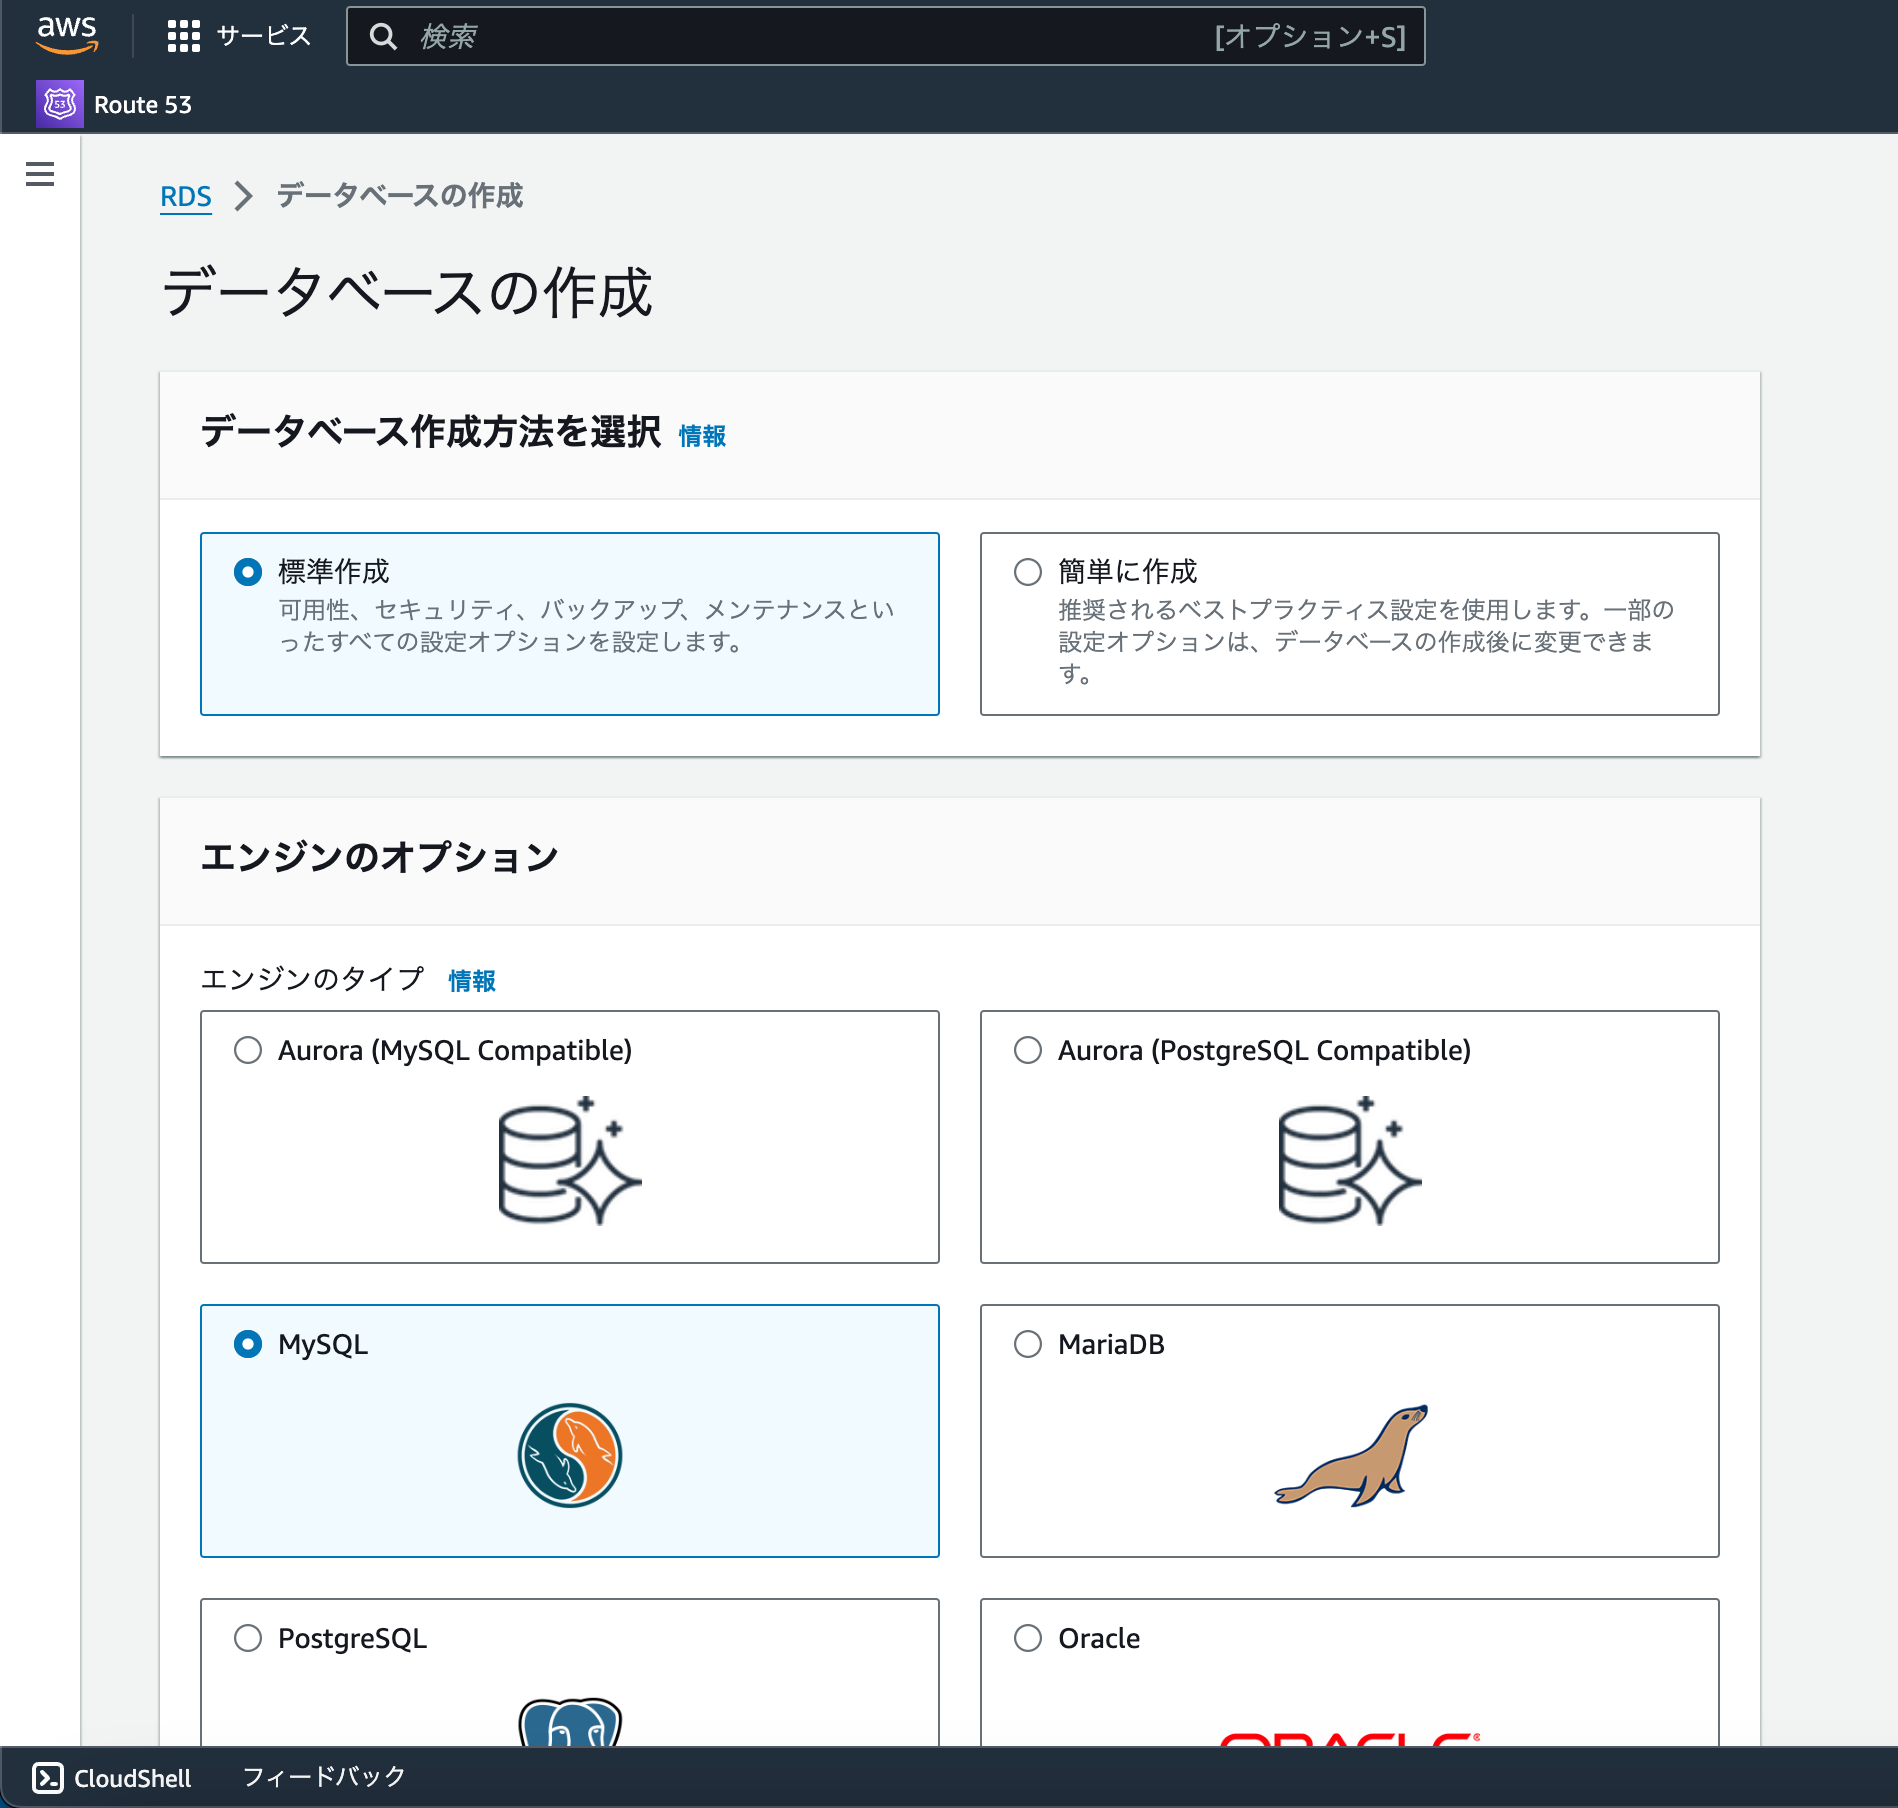 aws
サービス
検索
[オプション+S]
53
Route 53
RDS
データベースの作成
データベースの作成
データベース作成方法を選択 情報
標準作成
可用性、セキュリティ、バックアップ、メンテナンスとい
ったすべての設定オプションを設定します。
簡単に作成
推奨されるベストプラクティス設定を使用します。一部の
設定オプションは、データベースの作成後に変更できま
す。
エンジンのオプション
エンジンのタイプ 情報
Aurora (MySQL Compatible)
Aurora (PostgreSQL Compatible)
MySQL
MariaDB
PostgreSQL
Oracle
ORACLE
CloudShell
フィードバック